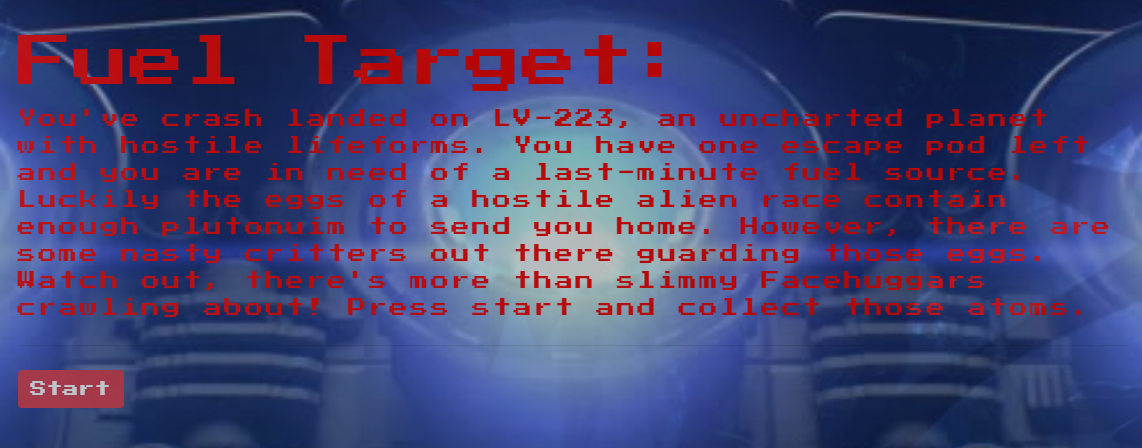 Fuel Target:
You've crash landed on LV-223, an uncharted planet
with hostile lifeforms. You have one escape pod left
and you are in need of a last-minute fuel source.
Luckily the eggs of a hostile alien race contain
enough plutonuim to send you home. However, there are
some nasty critters out there guarding those eggs.
Watch out, there's more than slimmy Facehuggars
crawling about! Press start and collect those atoms.
Start